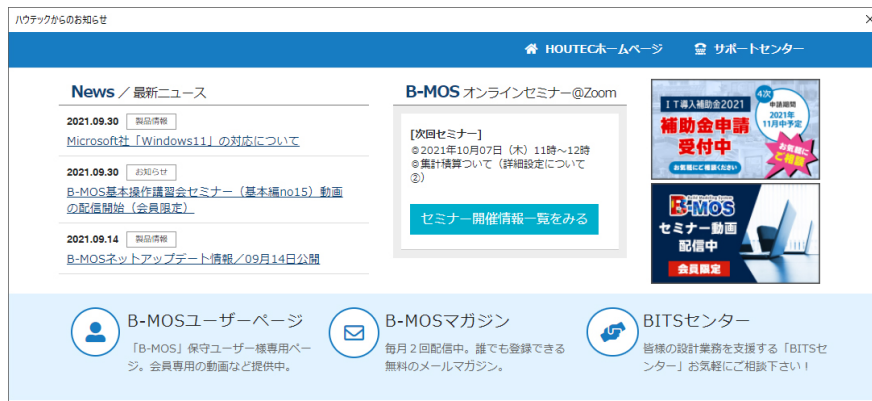 ハウテックからのお知らせ
HOUTECホームページ サポートセンター
News / 最新ニュース
2021.09.30 製品情報
Microsoft社「Windows11」の対応について
2021.09.30 お知らせ
B-MOS基本操作講習会セミナー（基本編no15）動画
の配信開始（会員限定）
2021.09.14 製品情報
B-MOSネットアップデート情報／09月14日公開
B-MOS オンラインセミナー@Zoom
[次回セミナー]
◎2021年10月07日（木）11時～12時
◎集計積算ついて（詳細設定について
②）
セミナー開催情報一覧をみる
IT導入補助金2021
補助金申請
受付中
お気軽にご相談ください
4次
申請期間
2021年
11月中予定
お気軽に
ご相談
B-MOS
セミナー動画
配信中
会員限定
B-MOSユーザーページ
「B-MOS」保守ユーザー様専用ペー
ジ。会員専用の動画など提供中。
B-MOSマガジン
毎月２回配信中。誰でも登録できる
無料のメールマガジン。
BITSセンター
皆様の設計業務を支援する「BITSセ
ンター」お気軽にご相談下さい！